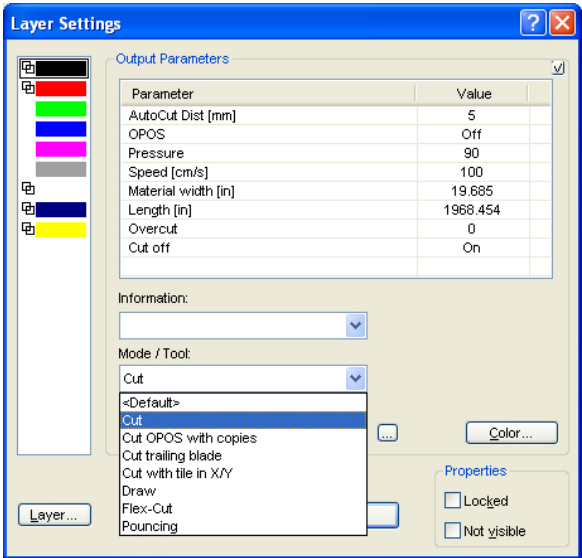 Layer Settings
Output Parameters
Parameter Value
AutoCut Dist [mm] 5
OPOS Off
Pressure 90
Speed [cm/s] 100
Material width [in] 19.685
Length [in] 1968.454
Overcut 0
Cut off On
Information:
Mode / Tool:
Cut
<Default>
Cut
Cut OPOS with copies
Cut trailing blade
Cut with tile in X/Y
Draw
Flex-Cut
Pouncing
...
Color...
Properties
Locked
Not visible
Layer...